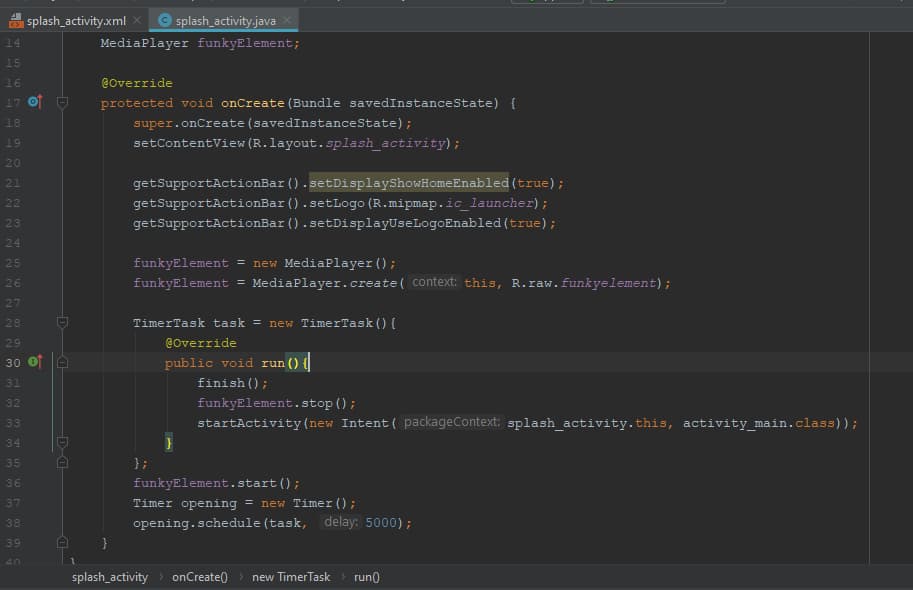 splash_activity.xml splash_activity.java
14 MediaPlayer funkyElement;
15
16 @Override
17 protected void onCreate(Bundle savedInstanceState) {
18 super.onCreate(savedInstanceState);
19 setContentView(R.layout.splash_activity);
20
21 getSupportActionBar().setDisplayShowHomeEnabled(true);
22 getSupportActionBar().setLogo(R.mipmap.ic_launcher);
23 getSupportActionBar().setDisplayUseLogoEnabled(true);
24
25 funkyElement = new MediaPlayer();
26 funkyElement = MediaPlayer.create( context: this, R.raw.funkyelement);
27
28 TimerTask task = new TimerTask(){
29 @Override
30 public void run(){
31 finish();
32 funkyElement.stop();
33 startActivity(new Intent( packageContext: splash_activity.this, activity_main.class));
34 }
35 };
36 funkyElement.start();
37 Timer opening = new Timer();
38 opening.schedule(task, delay: 5000);
39 }
40 }
splash_activity › onCreate() › new TimerTask › run()